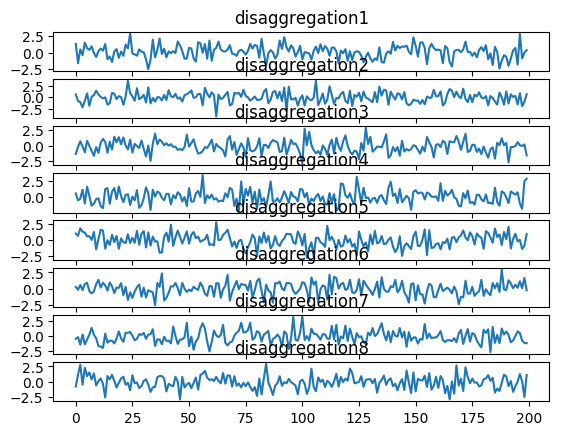 disaggregation1
2.5
0.0
−2.5
disaggregation2
2.5
0.0
−2.5
disaggregation3
2.5
0.0
−2.5
disaggregation4
2.5
0.0
−2.5
disaggregation5
2.5
0.0
−2.5
disaggregation6
2.5
0.0
−2.5
disaggregation7
2.5
0.0
−2.5
disaggregation8
2.5
0.0
−2.5
0 25 50 75 100 125 150 175 200